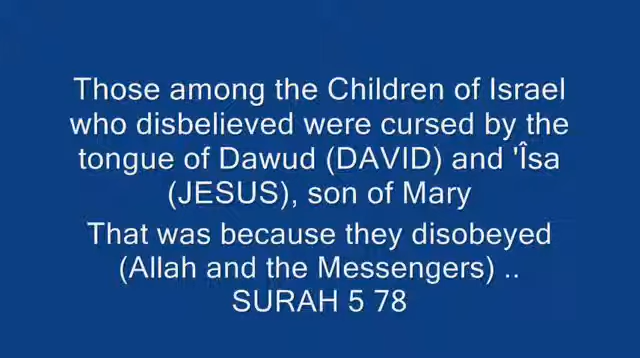 Those among the Children of Israel
who disbelieved were cursed by the
tongue of Dawud (DAVID) and 'Îsa
(JESUS), son of Mary
That was because they disobeyed
(Allah and the Messengers) ..
SURAH 5 78